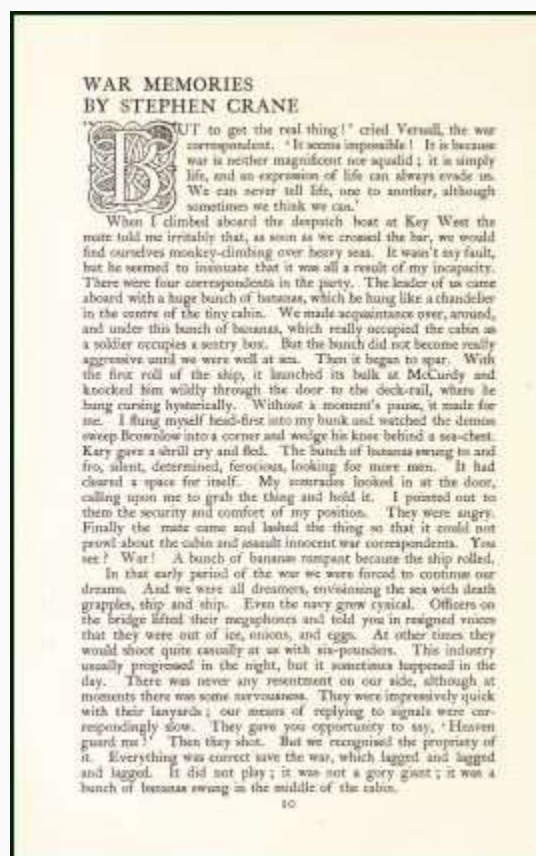 WAR MEMORIES
BY STEPHEN CRANE
'BUT to get the real thing!' cried Vernall, the war
correspondent. 'It seems impossible! It is because
war is neither magnificent nor squalid; it is simply
life, and an expression of life can always evade us.
We can never tell life, one to another, although
sometimes we think we can.'
When I climbed aboard the despatch boat at Key West the
mate told me irritably that, as soon as we crossed the bar, we would
find ourselves monkey-climbing over heavy seas. It wasn't my fault,
but he seemed to insinuate that it was all a result of my incapacity.
There were four correspondents in the party. The leader of us came
aboard with a huge bunch of bananas, which he hung like a chandelier
in the centre of the tiny cabin. We made acquaintance over, around,
and under this bunch of bananas, which really occupied the cabin as
a soldier occupies a sentry box. But the bunch did not become really
aggressive until we were well at sea. Then it began to spar. With
the first roll of the ship, it launched its bulk at McCurdy and
knocked him wildly through the door to the deck-rail, where he
hung cursing hysterically. Without a moment's pause, it made for
me. I flung myself head-first into my bunk and watched the demon
sweep Brownlow into a corner and wedge his knee behind a sea-chest.
Kary gave a shrill cry and fled. The bunch of bananas swung to and
fro, silent, determined, ferocious, looking for more men. It had
cleared a space for itself. My comrades looked in at the door,
calling upon me to grab the thing and hold it. I pointed out to
them the security and comfort of my position. They were angry.
Finally the mate came and lashed the thing so that it could not
prowl about the cabin and assault innocent war correspondents. You
see? War! A bunch of bananas rampant because the ship rolled.
In that early period of the war we were forced to continue our
dreams. And we were all dreamers, envisioning the sea with death
grapples, ship and ship. Even the navy grew cynical. Officers on
the bridge lifted their megaphones and told you in resigned voices
that they were out of ice, onions, and eggs. At other times they
would shoot quite casually at us with six-pounders. This industry
usually progressed in the night, but it sometimes happened in the
day. There was never any resentment on our side, although at
moments there was some nervousness. They were impressively quick
with their lanyards; our means of replying to signals were cor-
respondingly slow. They gave you opportunity to say, 'Heaven
guard me!' Then they shot. But we recognised the propriety of
it. Everything was correct save the war, which lagged and lagged
and lagged. It did not play; it was not a gory giant; it was a
bunch of bananas swung in the middle of the cabin.
10